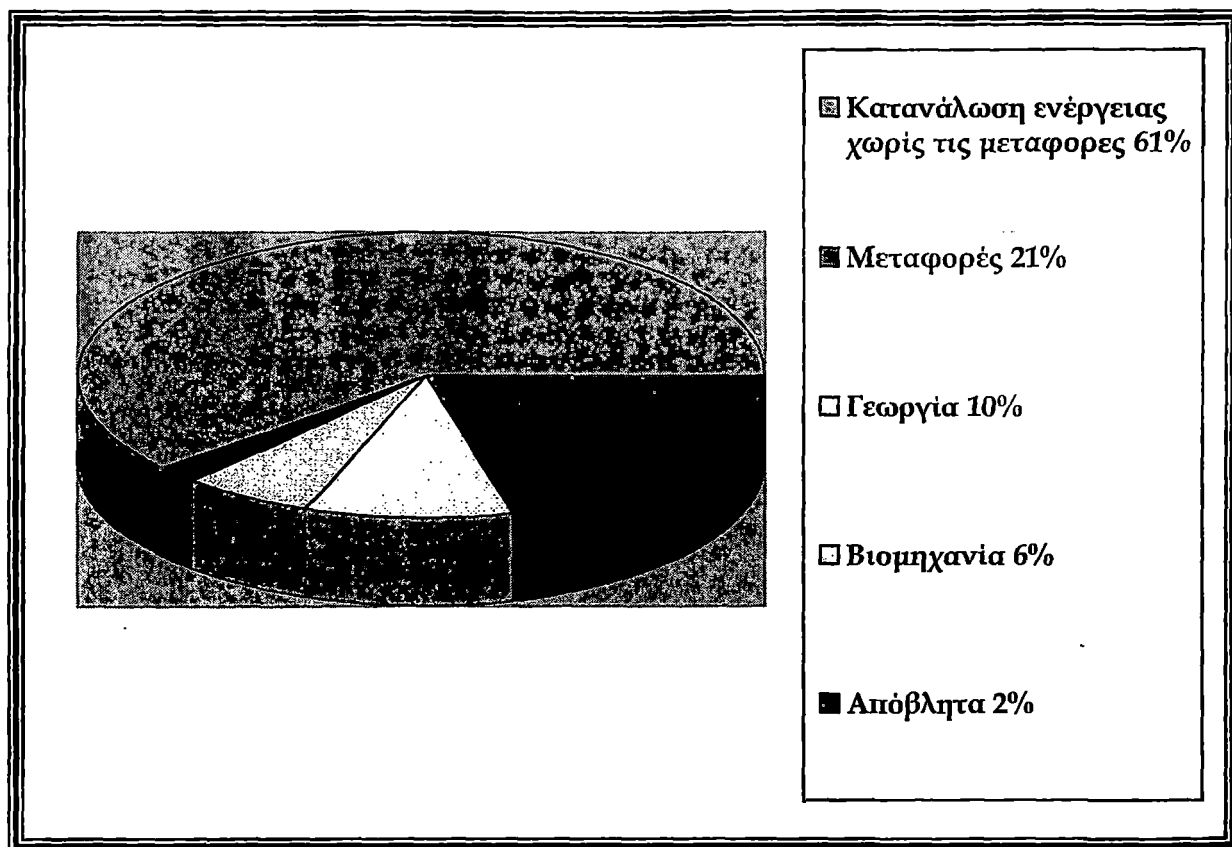 Κατανάλωση ενέργειας
χωρίς τις μεταφορες 61%
Μεταφορές 21%
Γεωργία 10%
Βιομηχανία 6%
Απόβλητα 2%